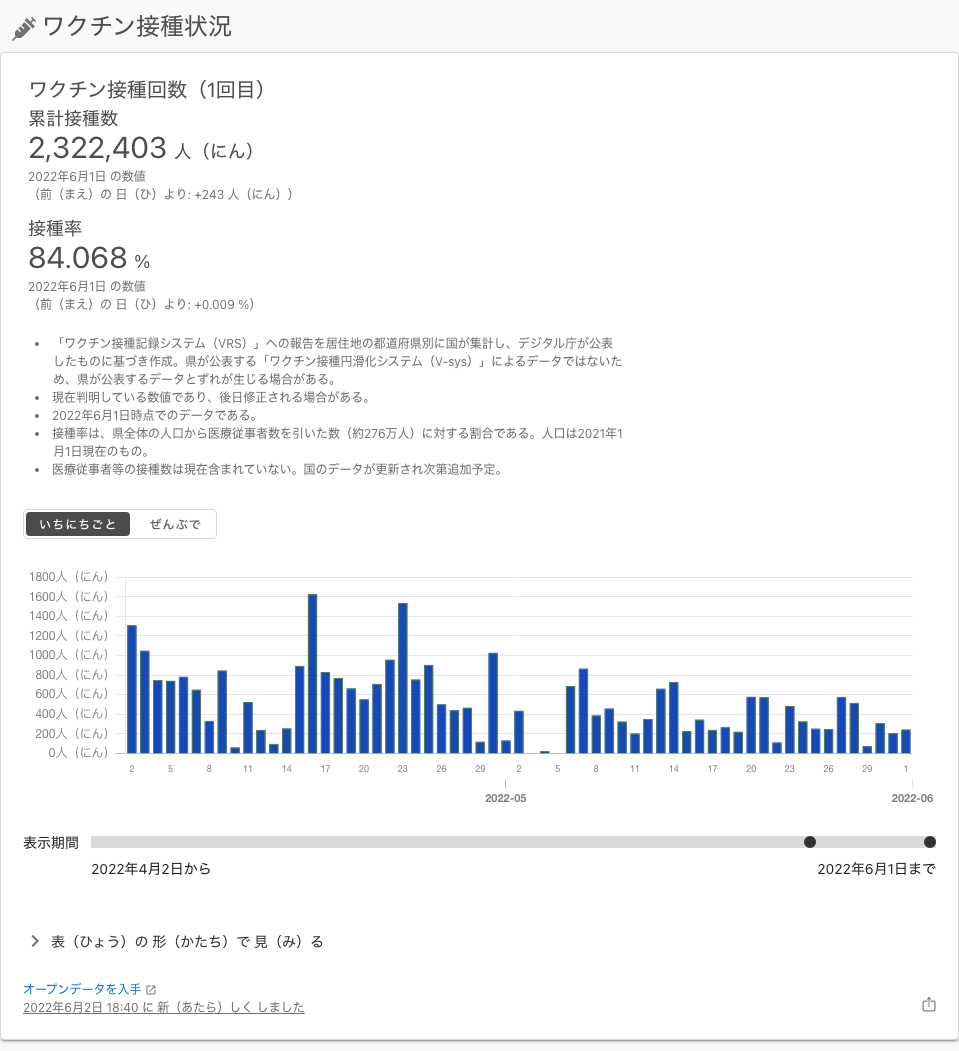 ワクチン接種状況
ワクチン接種回数（1回目）
累計接種数
2,322,403 人（にん）
2022年6月1日 の数値
（前（まえ）の 日（ひ）より: +243 人（にん））
接種率
84.068 %
2022年6月1日 の数値
（前（まえ）の 日（ひ）より: +0.009 %）
• 「ワクチン接種記録システム（VRS）」への報告を居住地の都道府県別に国が集計し、デジタル庁が公表
したものに基づき作成。県が公表する「ワクチン接種円滑化システム（V-sys）」によるデータではないた
め、県が公表するデータとずれが生じる場合がある。
• 現在判明している数値であり、後日修正される場合がある。
• 2022年6月1日時点でのデータである。
• 接種率は、県全体の人口から医療従事者数を引いた数（約276万人）に対する割合である。人口は2021年1
月1日現在のもの。
• 医療従事者等の接種数は現在含まれていない。国のデータが更新され次第追加予定。
いちにちごと ぜんぶで
1800人（にん）
1600人（にん）
1400人（にん）
1200人（にん）
1000人（にん）
800人（にん）
600人（にん）
400人（にん）
200人（にん）
0人（にん）
2 5 8 11 14 17 20 23 26 29 2 5 8 11 14 17 20 23 26 29 1
2022-05 2022-06
表示期間
2022年4月2日から 2022年6月1日まで
表（ひょう）の 形（かたち）で 見（み）る
オープンデータを入手
2022年6月2日 18:40 に 新（あたら）しく しました